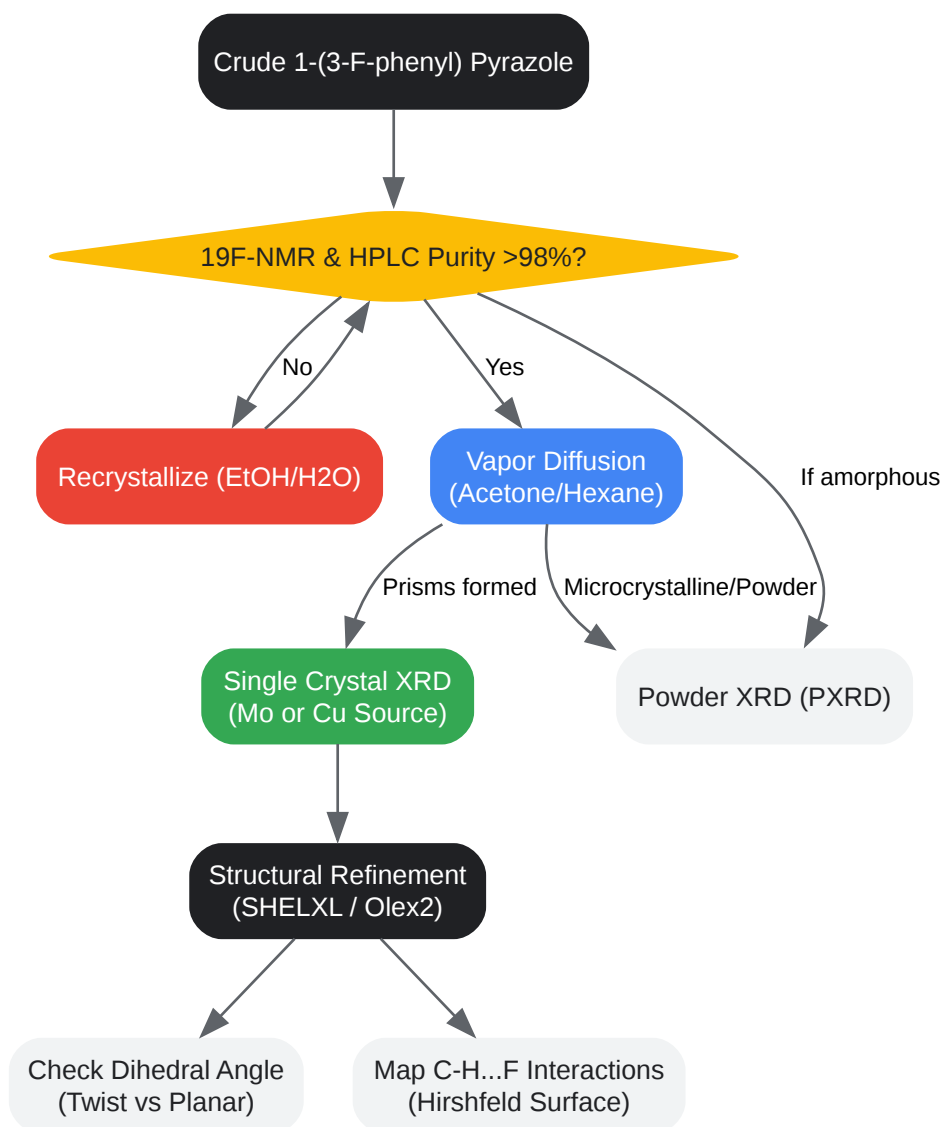 Crude 1-(3-F-phenyl) Pyrazole
19F-NMR & HPLC Purity >98%?
No
Yes
Recrystallize (EtOH/H2O)
Vapor Diffusion
(Acetone/Hexane)
If amorphous
Prisms formed
Microcrystalline/Powder
Single Crystal XRD
(Mo or Cu Source)
Powder XRD (PXRD)
Structural Refinement
(SHELXL / Olex2)
Check Dihedral Angle
(Twist vs Planar)
Map C-H...F Interactions
(Hirshfeld Surface)